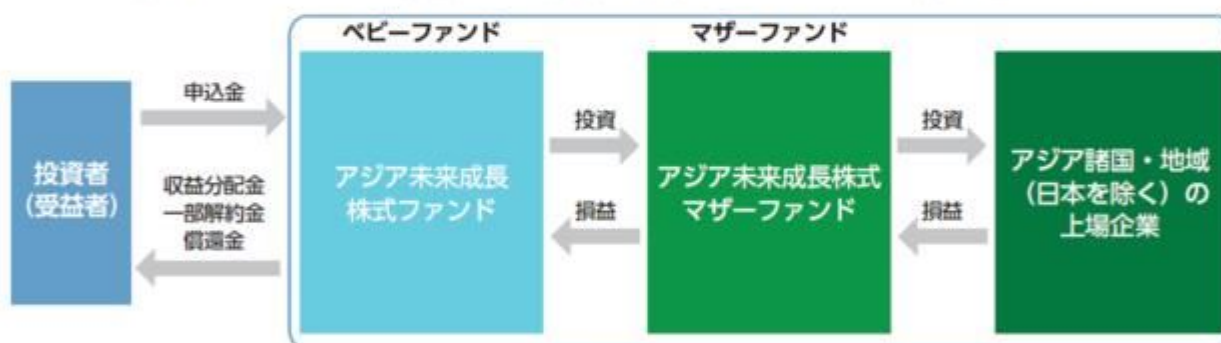 ベビーファンド
マザーファンド
投資者
(受益者)
申込金
収益分配金
一部解約金
償還金
アジア未来成長
株式ファンド
投資
損益
アジア未来成長株式
マザーファンド
投資
損益
アジア諸国・地域
(日本を除く)の
上場企業